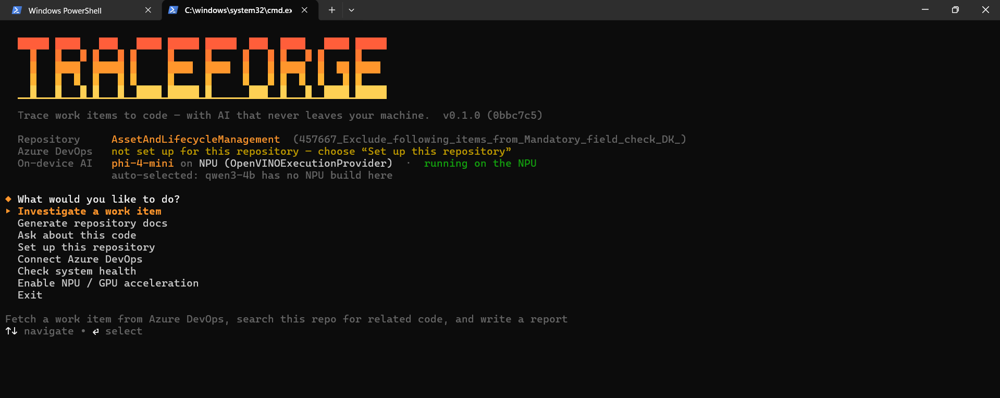 Windows PowerShell
C:\windows\system32\cmd.ex
TRACEFORGE
Trace work items to code — with AI that never leaves your machine.  v0.1.0 (0bbc7c5)
Repository     AssetAndLifecycleManagement  (457667_Exclude_following_items_from_Mandatory_field_check_DK_)
Azure DevOps   not set up for this repository — choose “Set up this repository”
On-device AI   phi-4-mini on NPU (OpenVINOExecutionProvider)  ·  running on the NPU
auto-selected: qwen3-4b has no NPU build here
◆ What would you like to do?
▸ Investigate a work item
Generate repository docs
Ask about this code
Set up this repository
Connect Azure DevOps
Check system health
Enable NPU / GPU acceleration
Exit
Fetch a work item from Azure DevOps, search this repo for related code, and write a report
↑↓ navigate • ↵ select